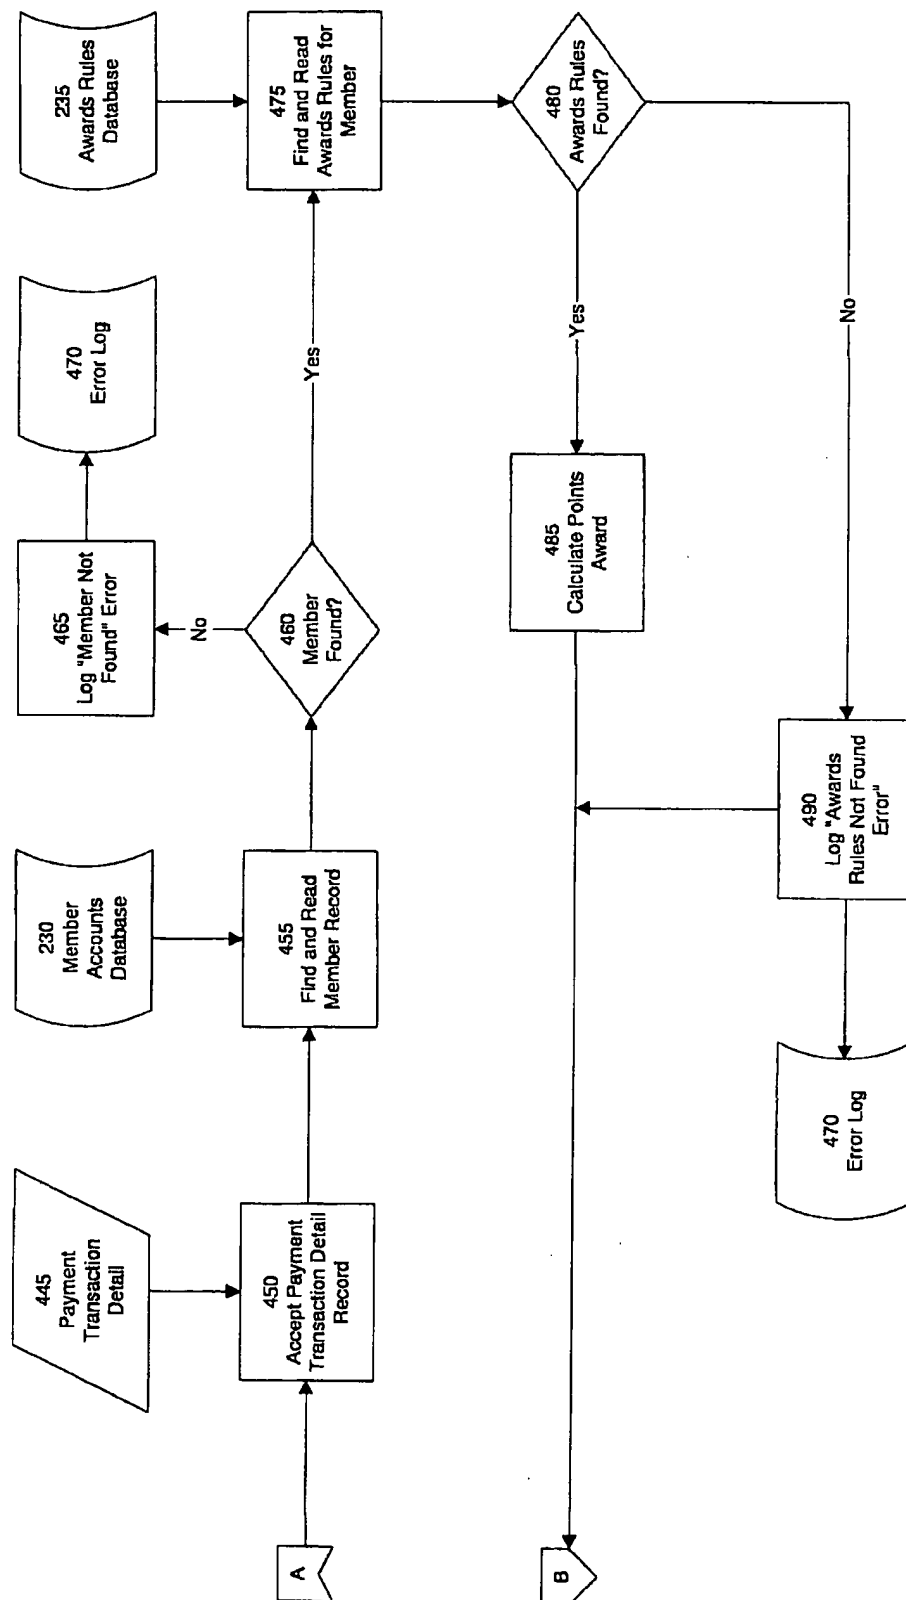 A
445
Payment
Transaction
Detail
450
Accept Payment
Transaction Detail
Record
230
Member
Accounts
Database
455
Find and Read
Member Record
460
Member
Found?
No
465
Log "Member Not
Found" Error
470
Error Log
Yes
235
Awards Rules
Database
475
Find and Read
Awards Rules for
Member
480
Awards Rules
Found?
Yes
485
Calculate Points
Award
No
490
Log "Awards
Rules Not Found
Error"
470
Error Log
B